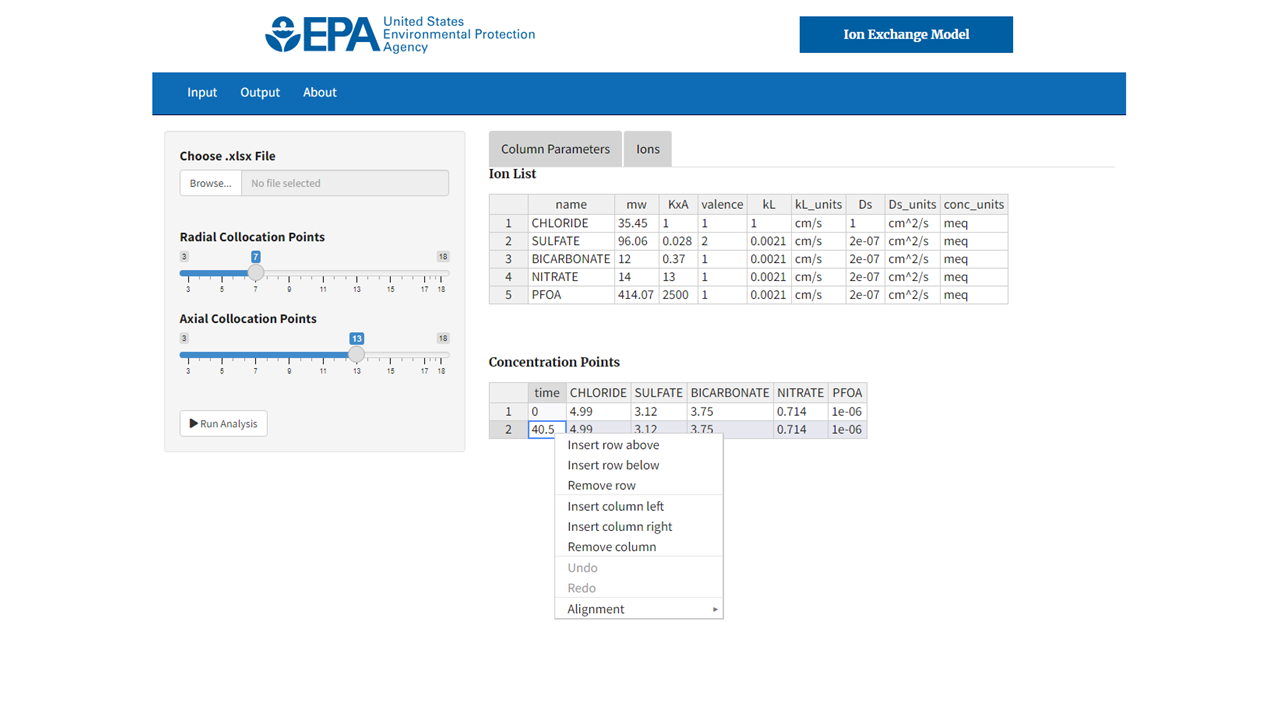 EPA United States
Environmental Protection
Agency
Ion Exchange Model
Input Output About
Choose .xlsx File
Browse... No file selected
Radial Collocation Points
3 7 18
3 5 7 9 11 13 15 17 18
Axial Collocation Points
3 13 18
3 5 7 9 11 13 15 17 18
Run Analysis
Column Parameters Ions
Ion List
name mw KxA valence kL kL_units Ds Ds_units conc_units
1 CHLORIDE 35.45 1 1 1 cm/s 1 cm^2/s meq
2 SULFATE 96.06 0.028 2 0.0021 cm/s 2e-07 cm^2/s meq
3 BICARBONATE 12 0.37 1 0.0021 cm/s 2e-07 cm^2/s meq
4 NITRATE 14 13 1 0.0021 cm/s 2e-07 cm^2/s meq
5 PFOA 414.07 2500 1 0.0021 cm/s 2e-07 cm^2/s meq
Concentration Points
time CHLORIDE SULFATE BICARBONATE NITRATE PFOA
1 0 4.99 3.12 3.75 0.714 1e-06
2 40.5 4.99 3.12 3.75 0.714 1e-06
Insert row above
Insert row below
Remove row
Insert column left
Insert column right
Remove column
Undo
Redo
Alignment